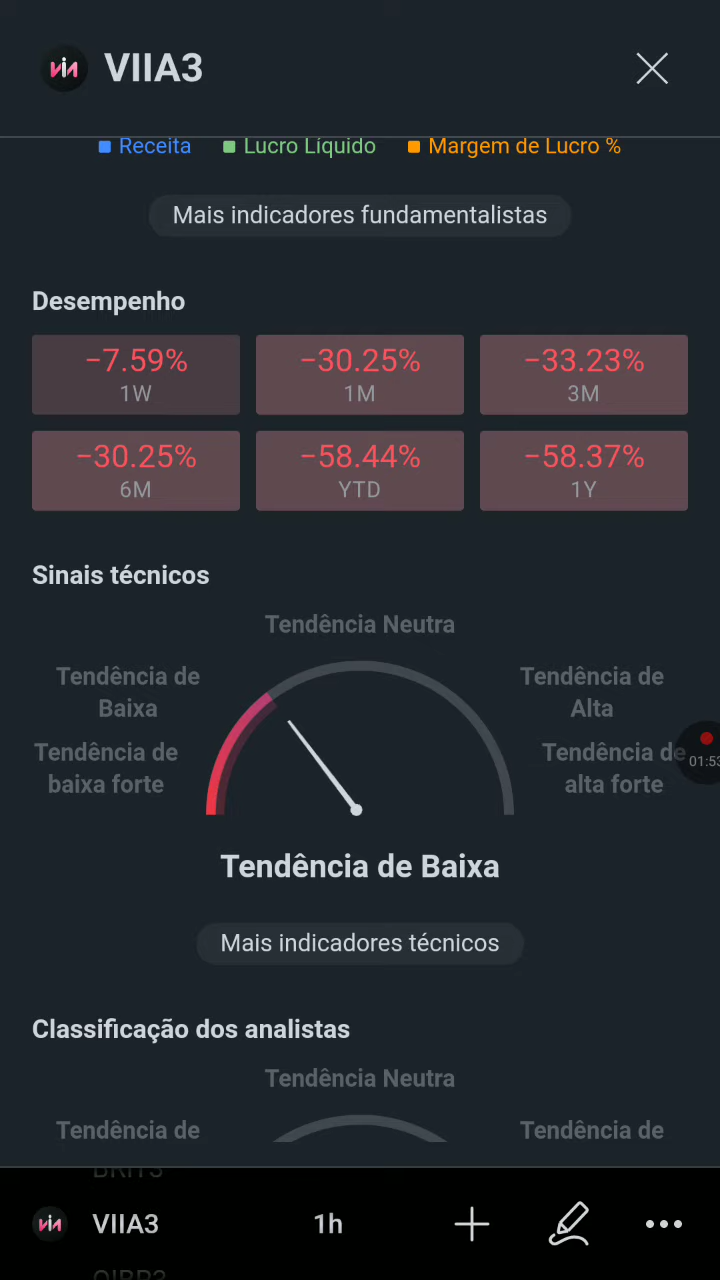 VIIA3
Receita Lucro Líquido Margem de Lucro %
Mais indicadores fundamentalistas
Desempenho
−7.59% −30.25% −33.23%
1W 1M 3M
−30.25% −58.44% −58.37%
6M YTD 1Y
Sinais técnicos
Tendência Neutra
Tendência de Baixa
Tendência de Alta
Tendência de baixa forte
Tendência de alta forte
01:53
Tendência de Baixa
Mais indicadores técnicos
Classificação dos analistas
Tendência Neutra
Tendência de Tendência de
VIIA3 1h